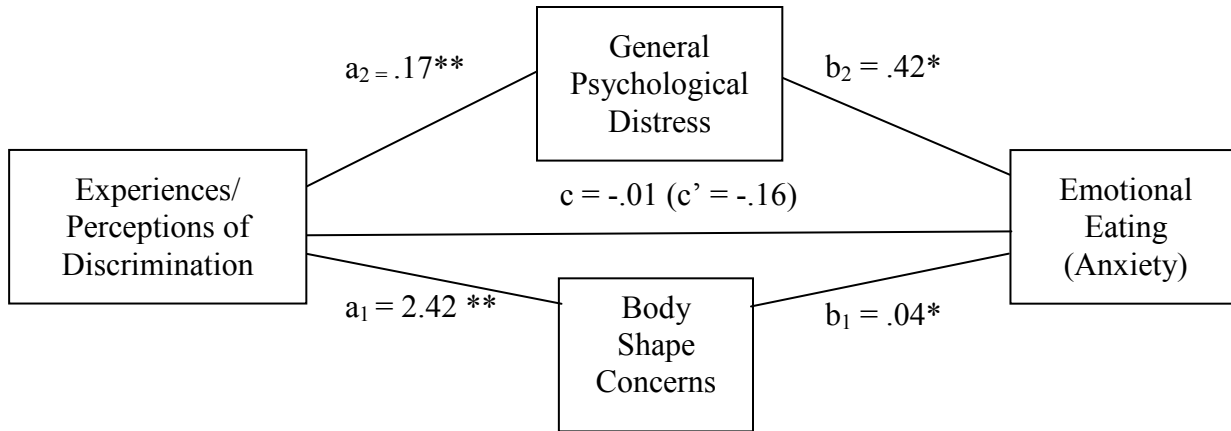 General
Psychological
Distress
a₂ = .17**
b₂ = .42*
Experiences/
Perceptions of
Discrimination
c = -.01 (c’ = -.16)
Emotional
Eating
(Anxiety)
a₁ = 2.42 **
Body
Shape
Concerns
b₁ = .04*